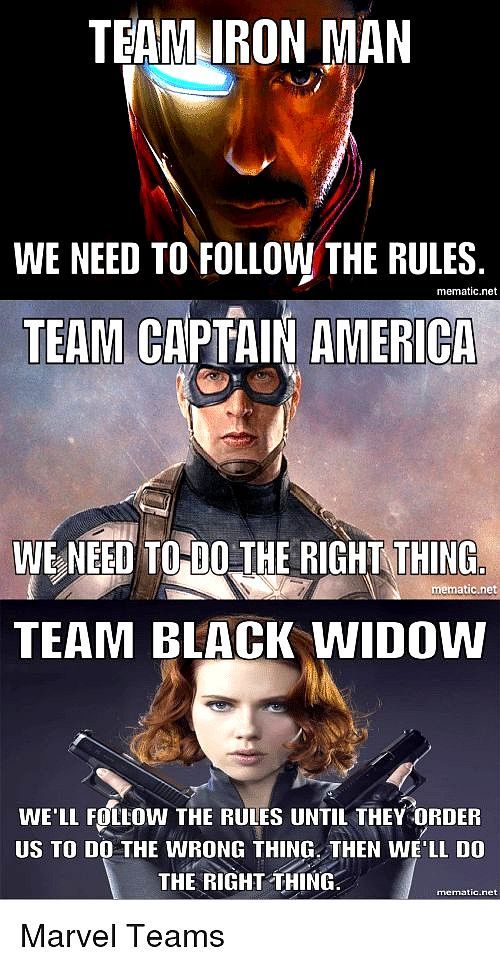 TEAM IRON MAN
WE NEED TO FOLLOW THE RULES.
mematic.net
TEAM CAPTAIN AMERICA
WE NEED TO DO THE RIGHT THING.
mematic.net
TEAM BLACK WIDOW
WE'LL FOLLOW THE RULES UNTIL THEY ORDER
US TO DO THE WRONG THING. THEN WE'LL DO
THE RIGHT THING.
mematic.net
Marvel Teams